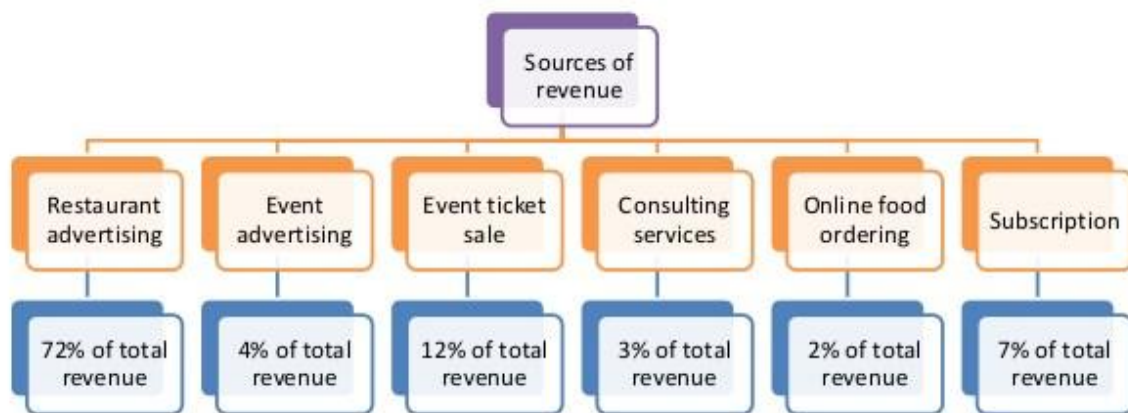 Sources of
revenue
Restaurant
advertising
Event
advertising
Event ticket
sale
Consulting
services
Online food
ordering
Subscription
72% of total
revenue
4% of total
revenue
12% of total
revenue
3% of total
revenue
2% of total
revenue
7% of total
revenue